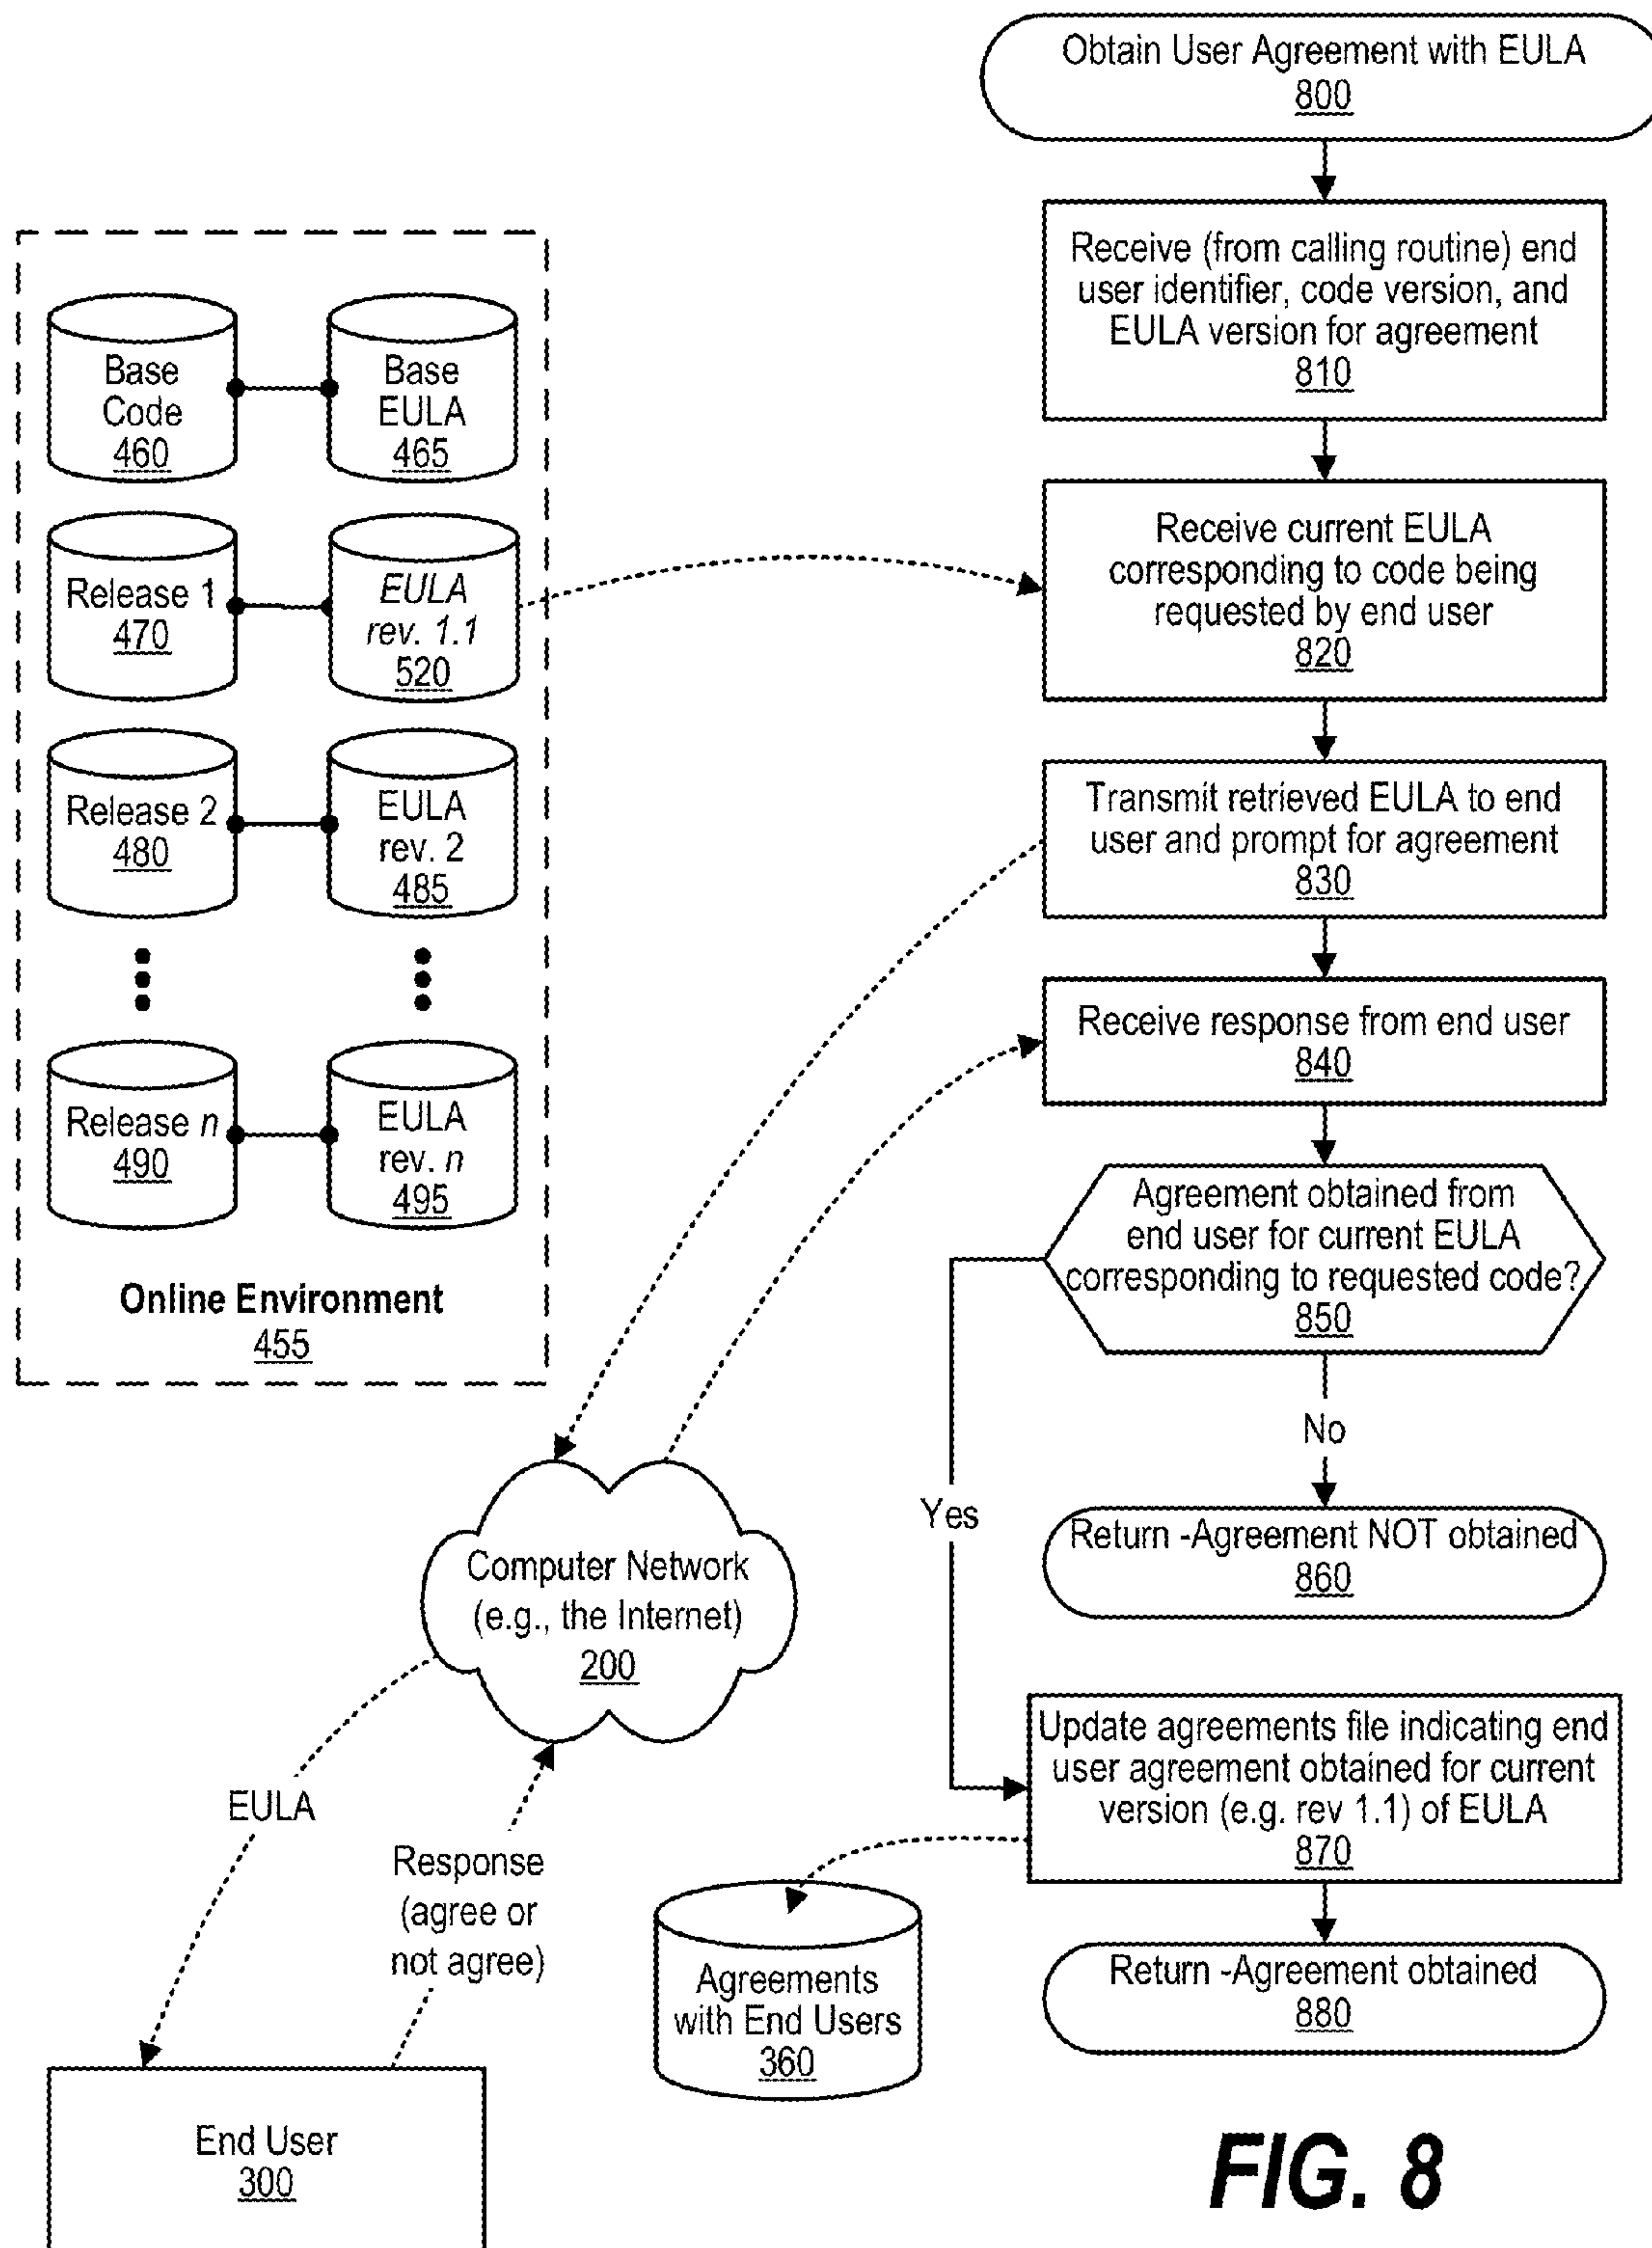 Obtain User Agreement with EULA
800
Receive (from calling routine) end
user identifier, code version, and
EULA version for agreement
810
Receive current EULA
corresponding to code being
requested by end user
820
Transmit retrieved EULA to end
user and prompt for agreement
830
Receive response from end user
840
Agreement obtained from
end user for current EULA
corresponding to requested code?
850
No
Return -Agreement NOT obtained
860
Yes
Update agreements file indicating end
user agreement obtained for current
version (e.g. rev 1.1) of EULA
870
Return -Agreement obtained
880
Base
Code
460
Base
EULA
465
Release 1
470
EULA
rev. 1.1
520
Release 2
480
EULA
rev. 2
485
Release n
490
EULA
rev. n
495
Online Environment
455
Computer Network
(e.g., the Internet)
200
EULA
Response
(agree or
not agree)
Agreements
with End Users
360
End User
300
FIG. 8